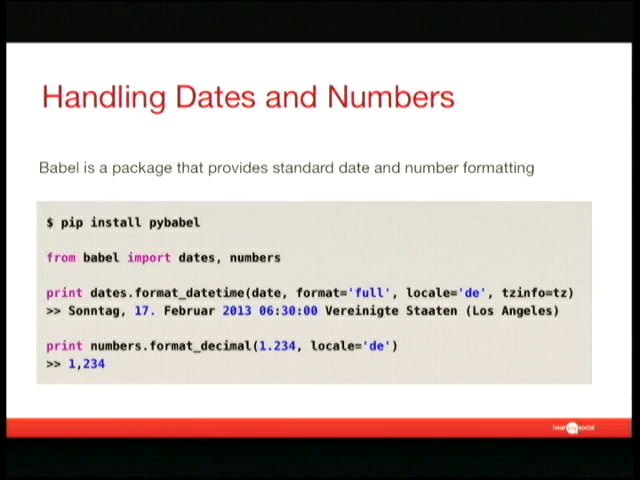 Handling Dates and Numbers
Babel is a package that provides standard date and number formatting
$ pip install pybabel
from babel import dates, numbers
print dates.format_datetime(date, format='full', locale='de', tzinfo=tz)
>> Sonntag, 17. Februar 2013 06:30:00 Vereinigte Staaten (Los Angeles)
print numbers.format_decimal(1.234, locale='de')
>> 1,234